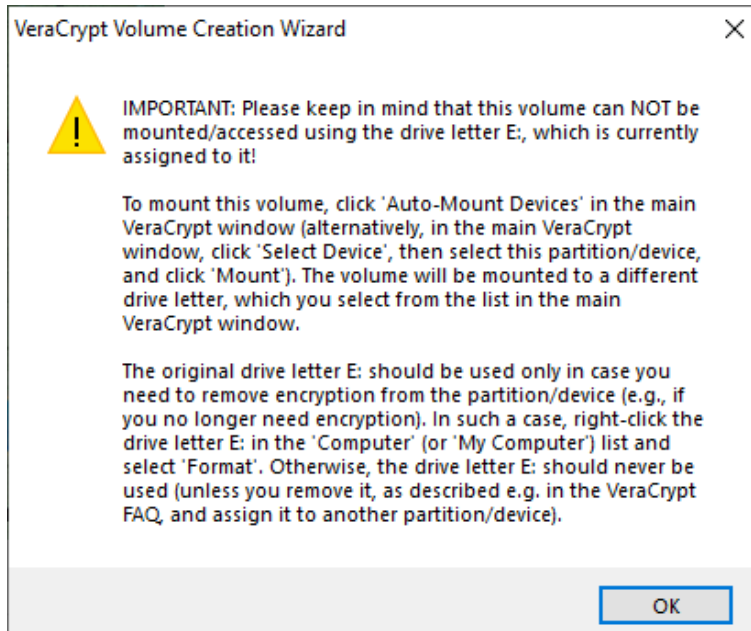 VeraCrypt Volume Creation Wizard
IMPORTANT: Please keep in mind that this volume can NOT be
mounted/accessed using the drive letter E:, which is currently
assigned to it!
To mount this volume, click 'Auto-Mount Devices' in the main
VeraCrypt window (alternatively, in the main VeraCrypt
window, click 'Select Device', then select this partition/device,
and click 'Mount'). The volume will be mounted to a different
drive letter, which you select from the list in the main
VeraCrypt window.
The original drive letter E: should be used only in case you
need to remove encryption from the partition/device (e.g., if
you no longer need encryption). In such a case, right-click the
drive letter E: in the 'Computer' (or 'My Computer') list and
select 'Format'. Otherwise, the drive letter E: should never be
used (unless you remove it, as described e.g. in the VeraCrypt
FAQ, and assign it to another partition/device).
OK